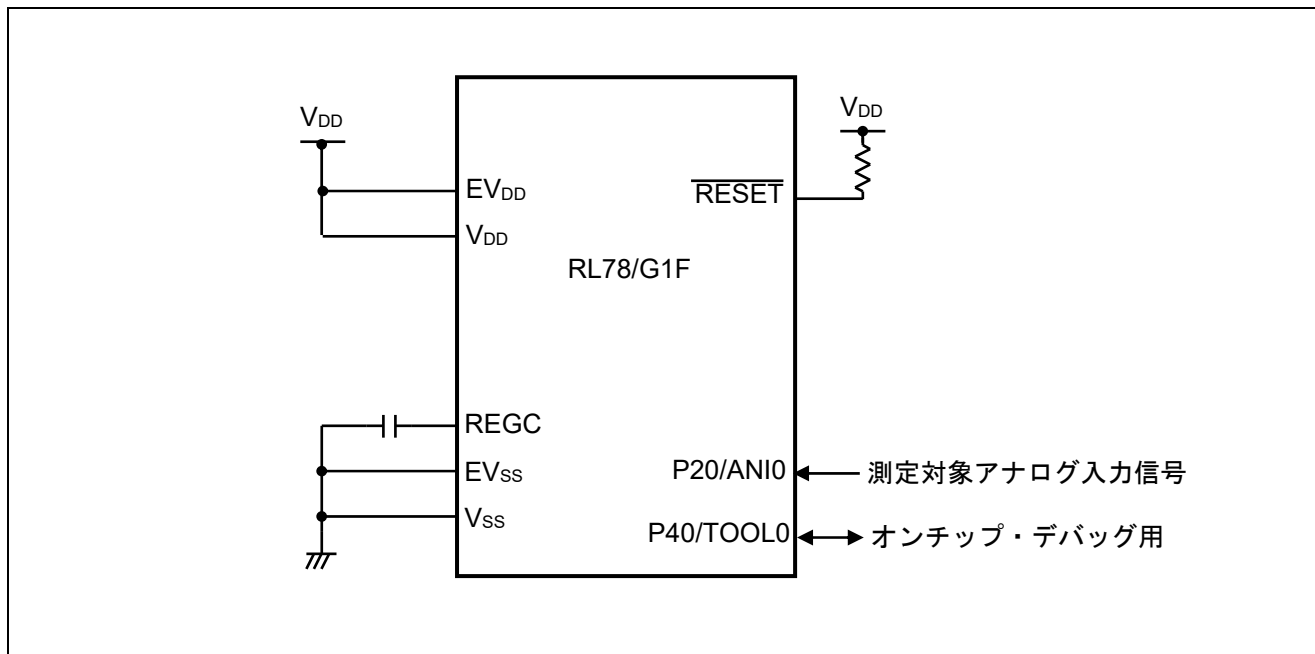 VDD
VDD
EVDD
RESET
VDD
RL78/G1F
REGC
EVSS
P20/ANI0
測定対象アナログ入力信号
VSS
P40/TOOL0
オンチップ・デバッグ用